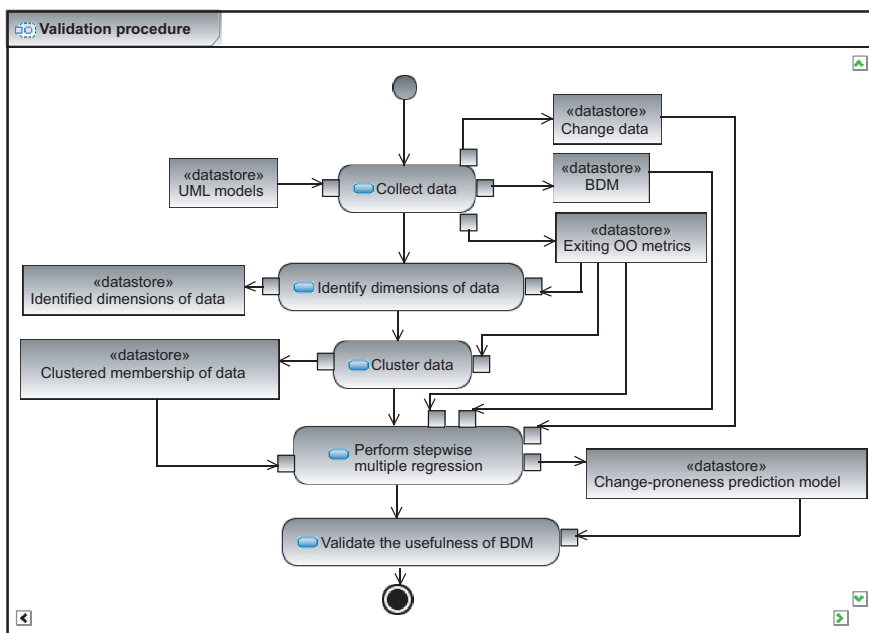 Validation procedure
«datastore»
Change data
«datastore»
UML models
Collect data
«datastore»
BDM
«datastore»
Exiting OO metrics
«datastore»
Identified dimensions of data
Identify dimensions of data
«datastore»
Clustered membership of data
Cluster data
Perform stepwise
multiple regression
«datastore»
Change-proneness prediction model
Validate the usefulness of BDM